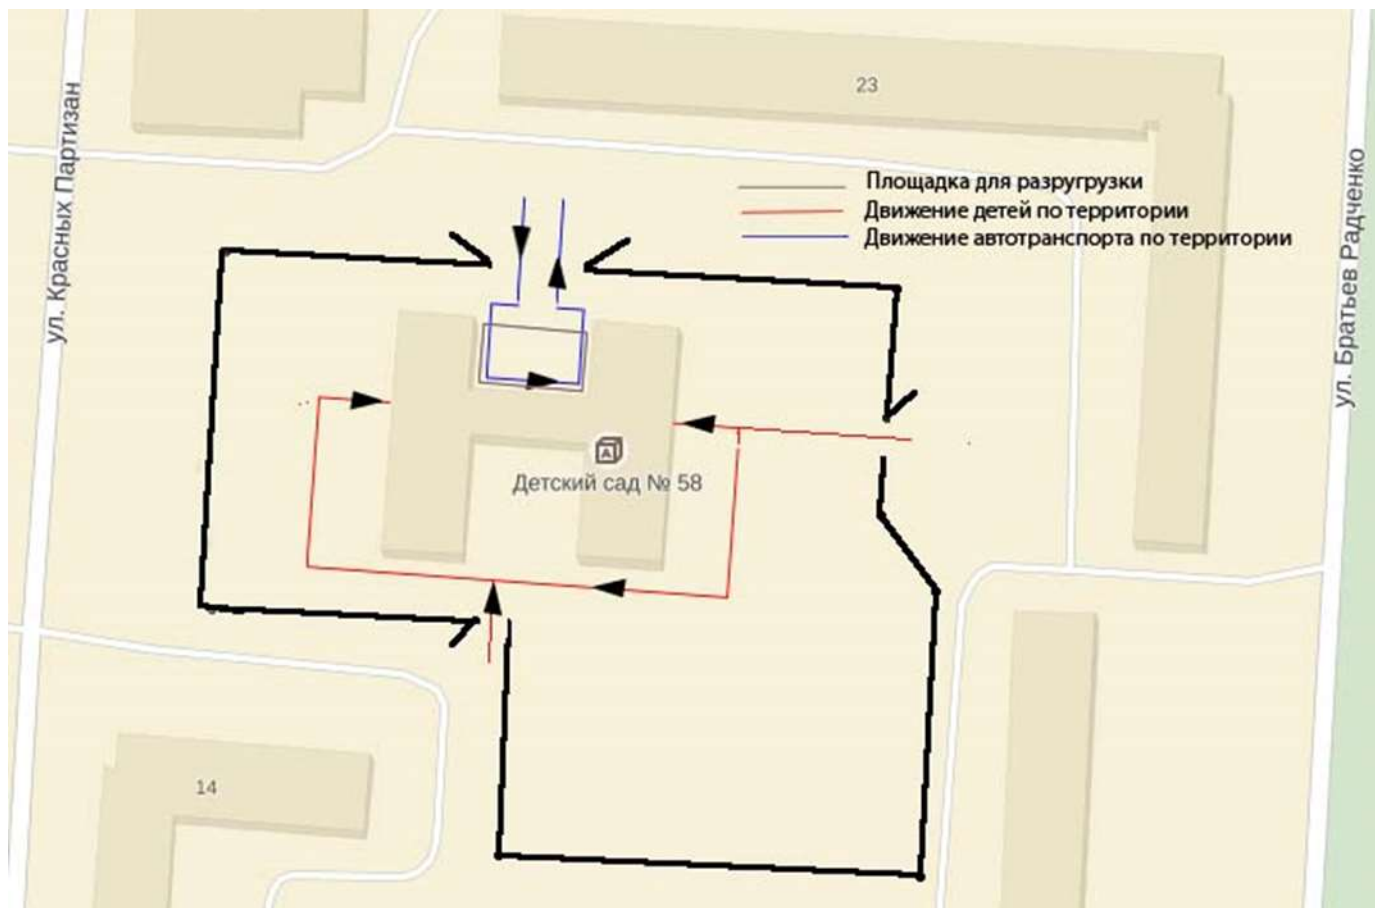 23
ул. Красных Партизан
Площадка для разругрузки
Движение детей по территории
Движение автотранспорта по территории
ул. Братьев Радченко
Детский сад № 58
14